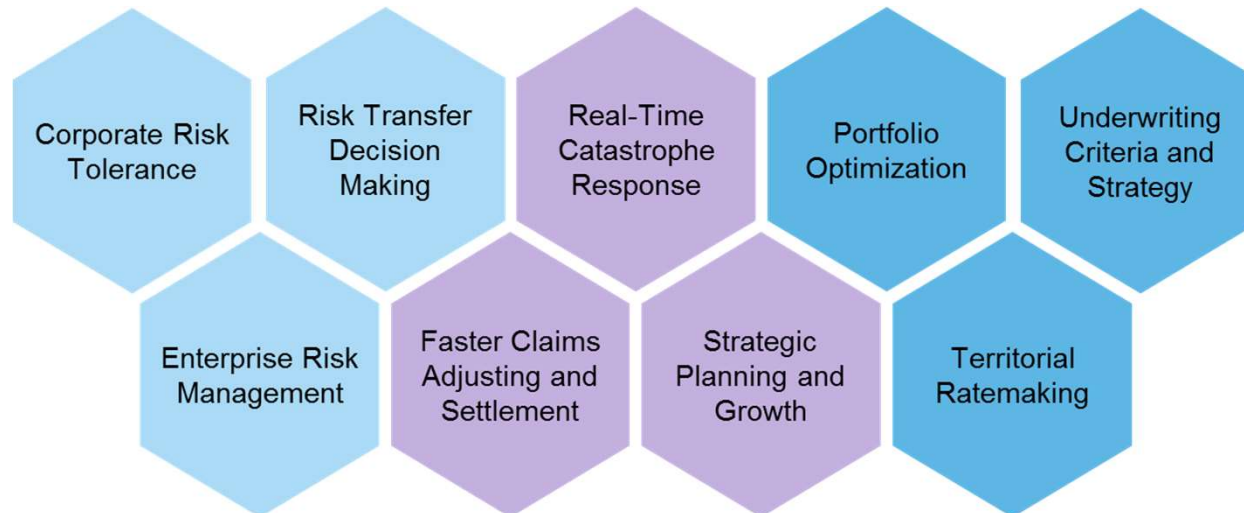 Corporate Risk
Tolerance
Risk Transfer
Decision
Making
Real-Time
Catastrophe
Response
Portfolio
Optimization
Underwriting
Criteria and
Strategy
Enterprise Risk
Management
Faster Claims
Adjusting and
Settlement
Strategic
Planning and
Growth
Territorial
Ratemaking